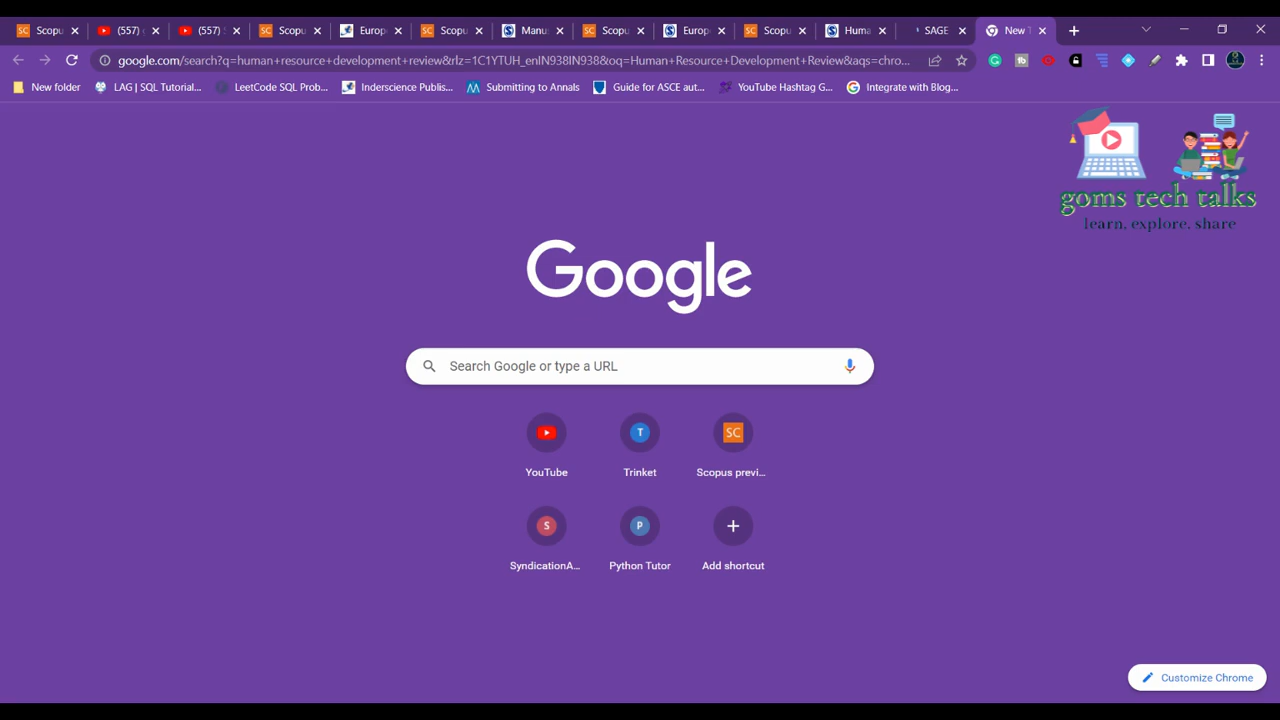 Scopu
(557)
(557)
Scopu
Europ
Scopu
Manu
Scopu
Europ
Scopu
Huma
SAGE
New T
google.com/search?q=human+resource+development+review&rlz=1C1YTUH_enIN938IN938&oq=Human+Resource+Development+Review&aqs=chro...
New folder
LAG | SQL Tutorial...
LeetCode SQL Prob...
Inderscience Publis...
Submitting to Annals
Guide for ASCE aut...
YouTube Hashtag G...
Integrate with Blog...
goms tech talks
learn. explore. share
Google
Search Google or type a URL
YouTube
T
Trinket
SC
Scopus previ...
S
SyndicationA...
P
Python Tutor
Add shortcut
Customize Chrome